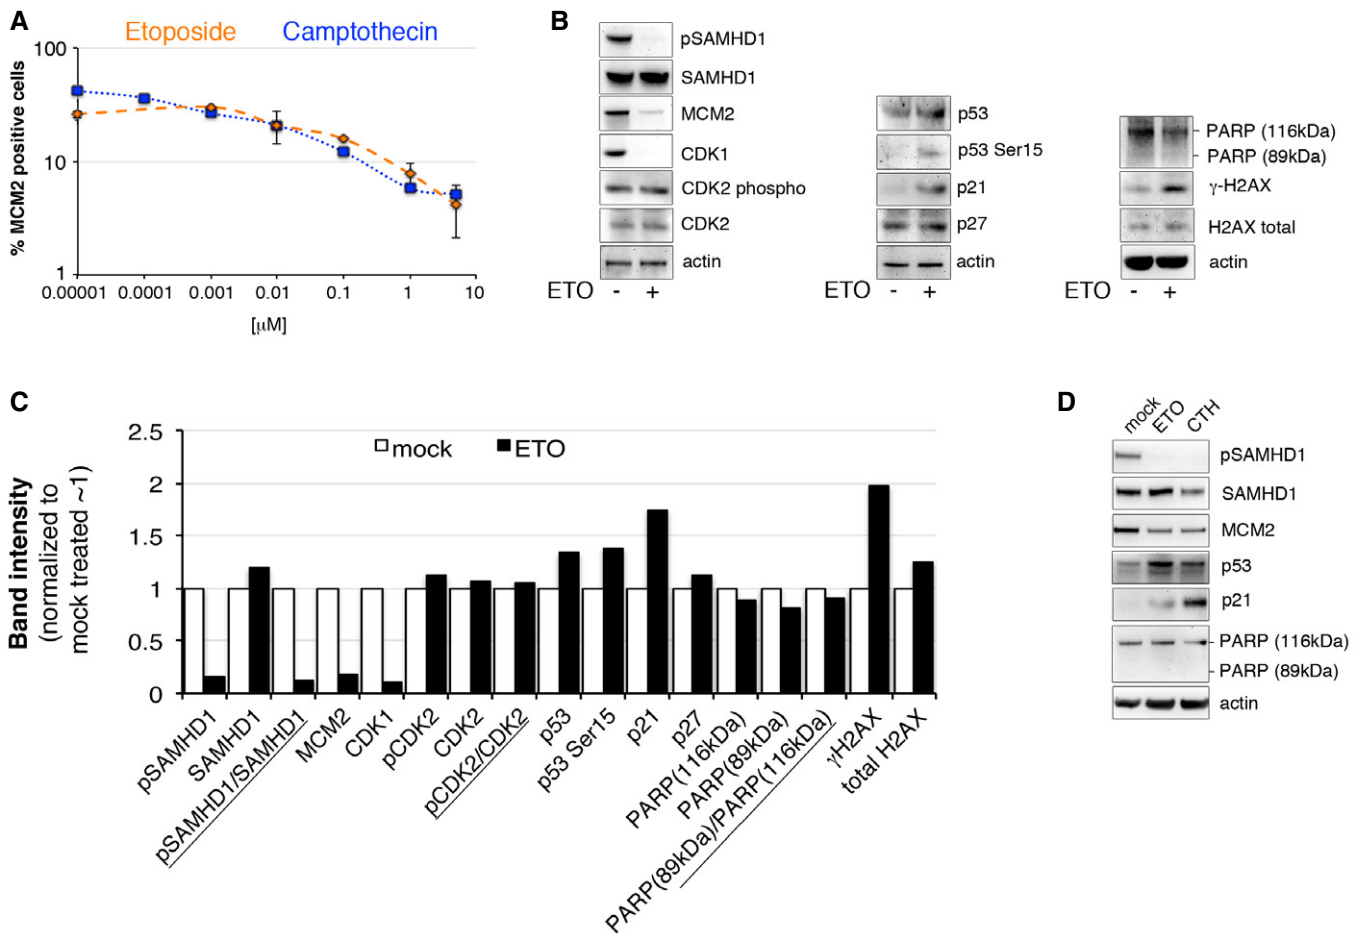 A
Etoposide
Camptothecin
% MCM2 positive cells
100
10
1
0.00001
0.0001
0.001
0.01
0.1
1
10
[µM]
B
pSAMHD1
SAMHD1
MCM2
CDK1
CDK2 phospho
CDK2
actin
ETO - +
p53
p53 Ser15
p21
p27
actin
ETO - +
PARP (116kDa)
PARP (89kDa)
γ-H2AX
H2AX total
actin
ETO - +
C
Band intensity
(normalized to
mock treated ~1)
2.5
2
1.5
1
0.5
0
mock
ETO
pSAMHD1
SAMHD1
pSAMHD1/SAMHD1
MCM2
CDK1
pCDK2
CDK2
pCDK2/CDK2
p53
p53 Ser15
p21
p27
PARP(116kDa)
PARP(89kDa)
PARP(89kDa)/PARP(116kDa)
γH2AX
total H2AX
D
mock
ETO
CTH
pSAMHD1
SAMHD1
MCM2
p53
p21
PARP (116kDa)
PARP (89kDa)
actin